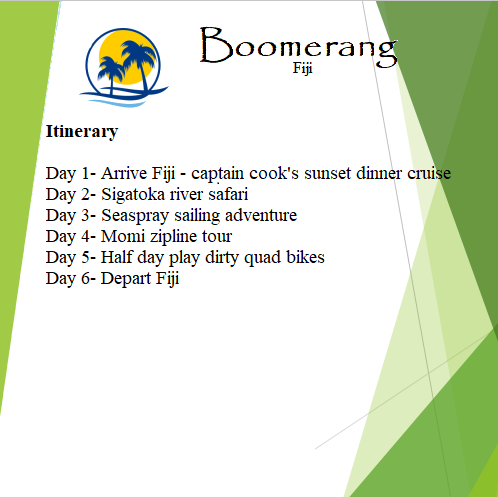 Boomerang
Fiji
Itinerary
Day 1- Arrive Fiji - captain cook's sunset dinner cruise
Day 2- Sigatoka river safari
Day 3- Seaspray sailing adventure
Day 4- Momi zipline tour
Day 5- Half day play dirty quad bikes
Day 6- Depart Fiji